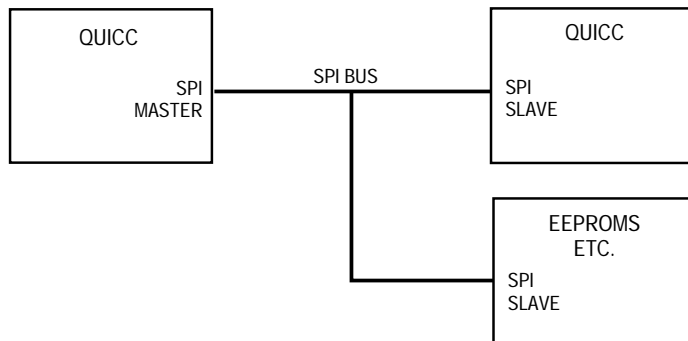 QUICC
SPI
MASTER
SPI BUS
QUICC
SPI
SLAVE
EEPROMS
ETC.
SPI
SLAVE